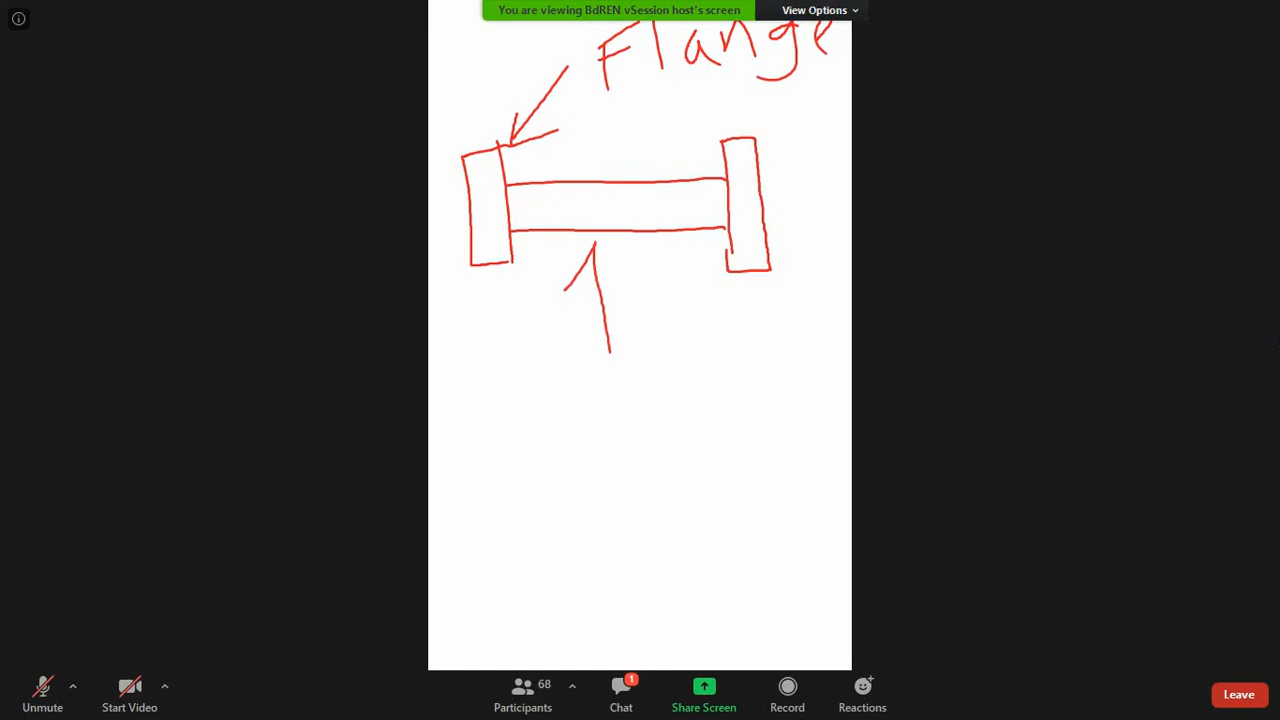 You are viewing BdREN vSession host's screen View Options
Flange
Unmute Start Video 68 Participants 1 Chat Share Screen Record Reactions Leave